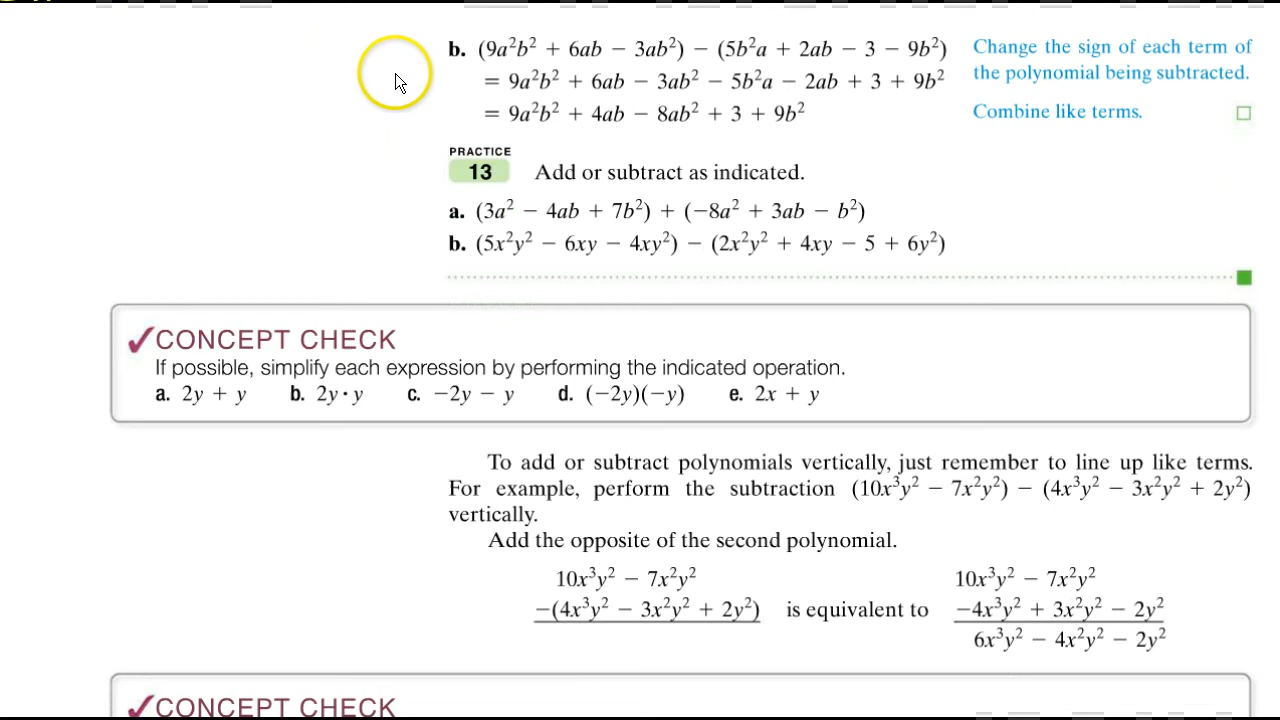 b. (9a²b² + 6ab − 3ab²) − (5b²a + 2ab − 3 − 9b²) Change the sign of each term of
= 9a²b² + 6ab − 3ab² − 5b²a − 2ab + 3 + 9b² the polynomial being subtracted.
= 9a²b² + 4ab − 8ab² + 3 + 9b² Combine like terms.
PRACTICE
13 Add or subtract as indicated.
a. (3a² − 4ab + 7b²) + (−8a² + 3ab − b²)
b. (5x²y² − 6xy − 4xy²) − (2x²y² + 4xy − 5 + 6y²)
✓CONCEPT CHECK
If possible, simplify each expression by performing the indicated operation.
a. 2y + y b. 2y · y c. −2y − y d. (−2y)(−y) e. 2x + y
To add or subtract polynomials vertically, just remember to line up like terms.
For example, perform the subtraction (10x³y² − 7x²y²) − (4x³y² − 3x²y² + 2y²)
vertically.
Add the opposite of the second polynomial.
10x³y² − 7x²y² 10x³y² − 7x²y²
−(4x³y² − 3x²y² + 2y²) is equivalent to −4x³y² + 3x²y² − 2y²
6x³y² − 4x²y² − 2y²
✓CONCEPT CHECK